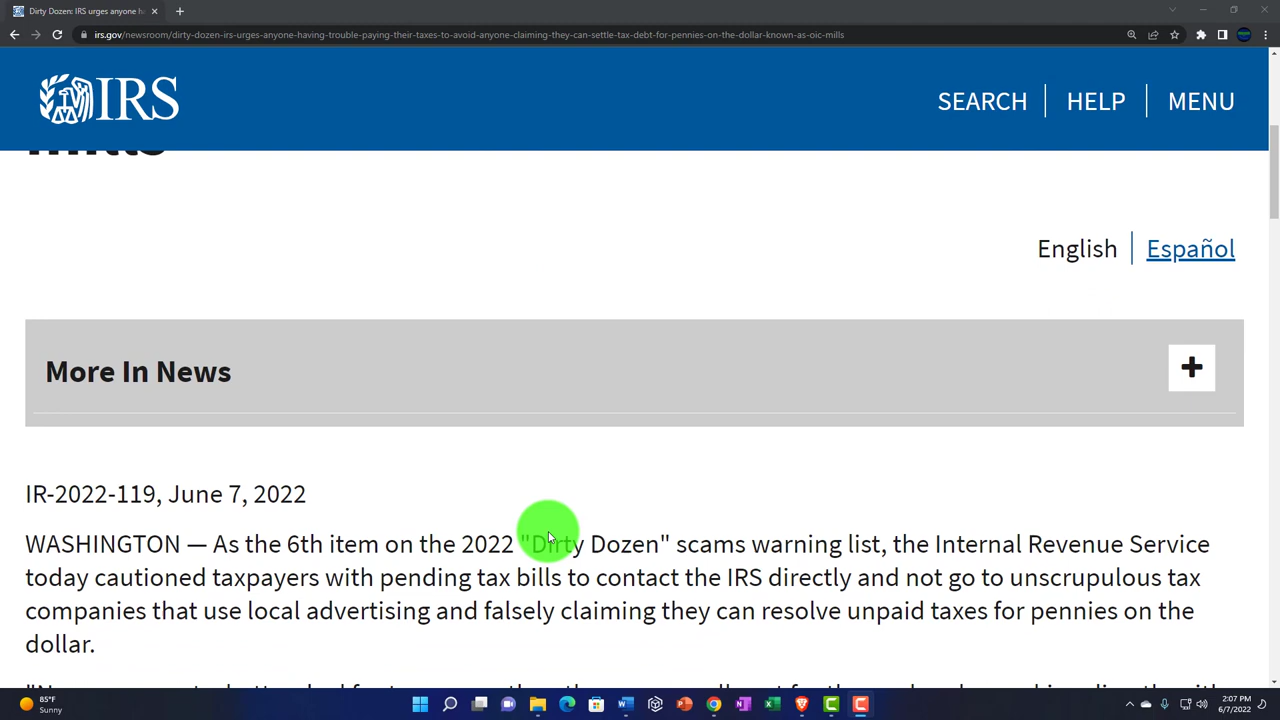 Dirty Dozen: IRS urges anyone h
irs.gov/newsroom/dirty-dozen-irs-urges-anyone-having-trouble-paying-their-taxes-to-avoid-anyone-claiming-they-can-settle-tax-debt-for-pennies-on-the-dollar-known-as-oic-mills
IRS
SEARCH HELP MENU
mills
English Español
More In News
IR-2022-119, June 7, 2022
WASHINGTON — As the 6th item on the 2022 "Dirty Dozen" scams warning list, the Internal Revenue Service
today cautioned taxpayers with pending tax bills to contact the IRS directly and not go to unscrupulous tax
companies that use local advertising and falsely claiming they can resolve unpaid taxes for pennies on the
dollar.
85°F
Sunny
2:07 PM
6/7/2022